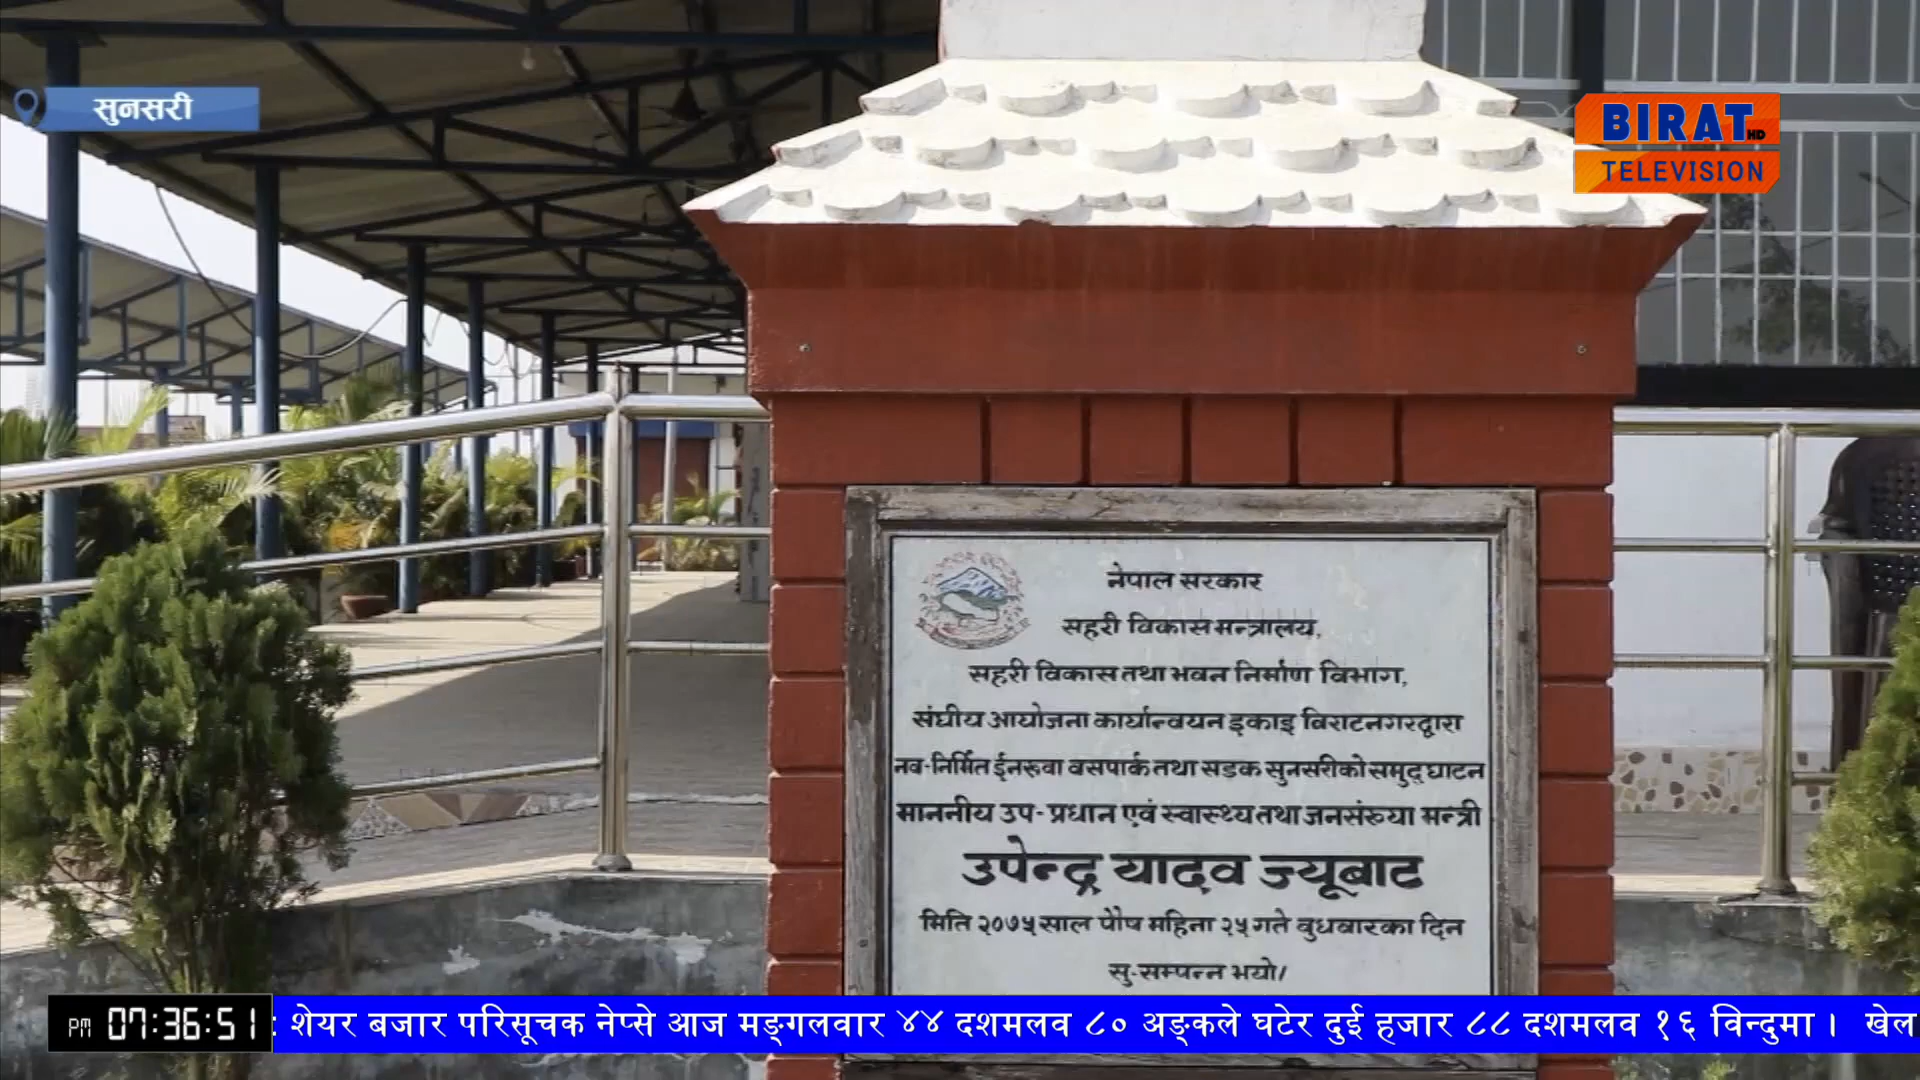 सुनसरी
BIRAT HD
TELEVISION
नेपाल सरकार
सहरी विकास मन्त्रालय,
सहरी विकास तथा भवन निर्माण विभाग,
संघीय आयोजना कार्यान्वयन इकाइ विराटनगरद्वारा
नव-निर्मित ईनरुवा बसपार्क तथा सडक सुनसरीको समुद्घाटन
माननीय उप-प्रधान एवं स्वास्थ्य तथा जनसंख्या मन्त्री
उपेन्द्र यादव ज्यूबाट
मिति २०७५ साल पौष महिना २५ गते बुधबारका दिन
सु-सम्पन्न भयो।
PM 07:36:51
: शेयर बजार परिसूचक नेप्से आज मङ्गलवार ४४ दशमलव ८० अङ्कले घटेर दुई हजार ८८ दशमलव १६ विन्दुमा । खेल